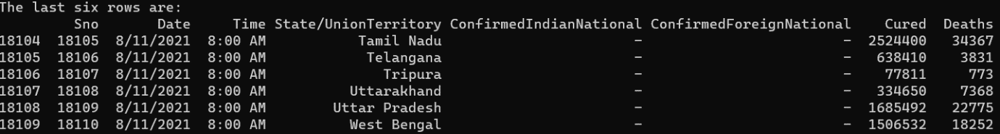 The last six rows are:
Sno Date Time State/UnionTerritory ConfirmedIndianNational ConfirmedForeignNational Cured Deaths
18104 18105 8/11/2021 8:00 AM Tamil Nadu - - 2524400 34367
18105 18106 8/11/2021 8:00 AM Telangana - - 638410 3831
18106 18107 8/11/2021 8:00 AM Tripura - - 77811 773
18107 18108 8/11/2021 8:00 AM Uttarakhand - - 334650 7368
18108 18109 8/11/2021 8:00 AM Uttar Pradesh - - 1685492 22775
18109 18110 8/11/2021 8:00 AM West Bengal - - 1506532 18252